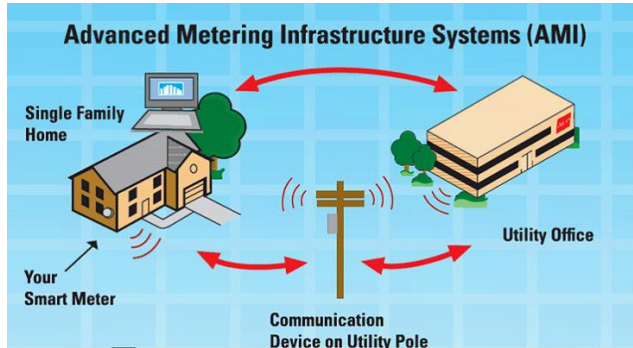 Advanced Metering Infrastructure Systems (AMI)
Single Family
Home
Utility Office
Your
Smart Meter
Communication
Device on Utility Pole